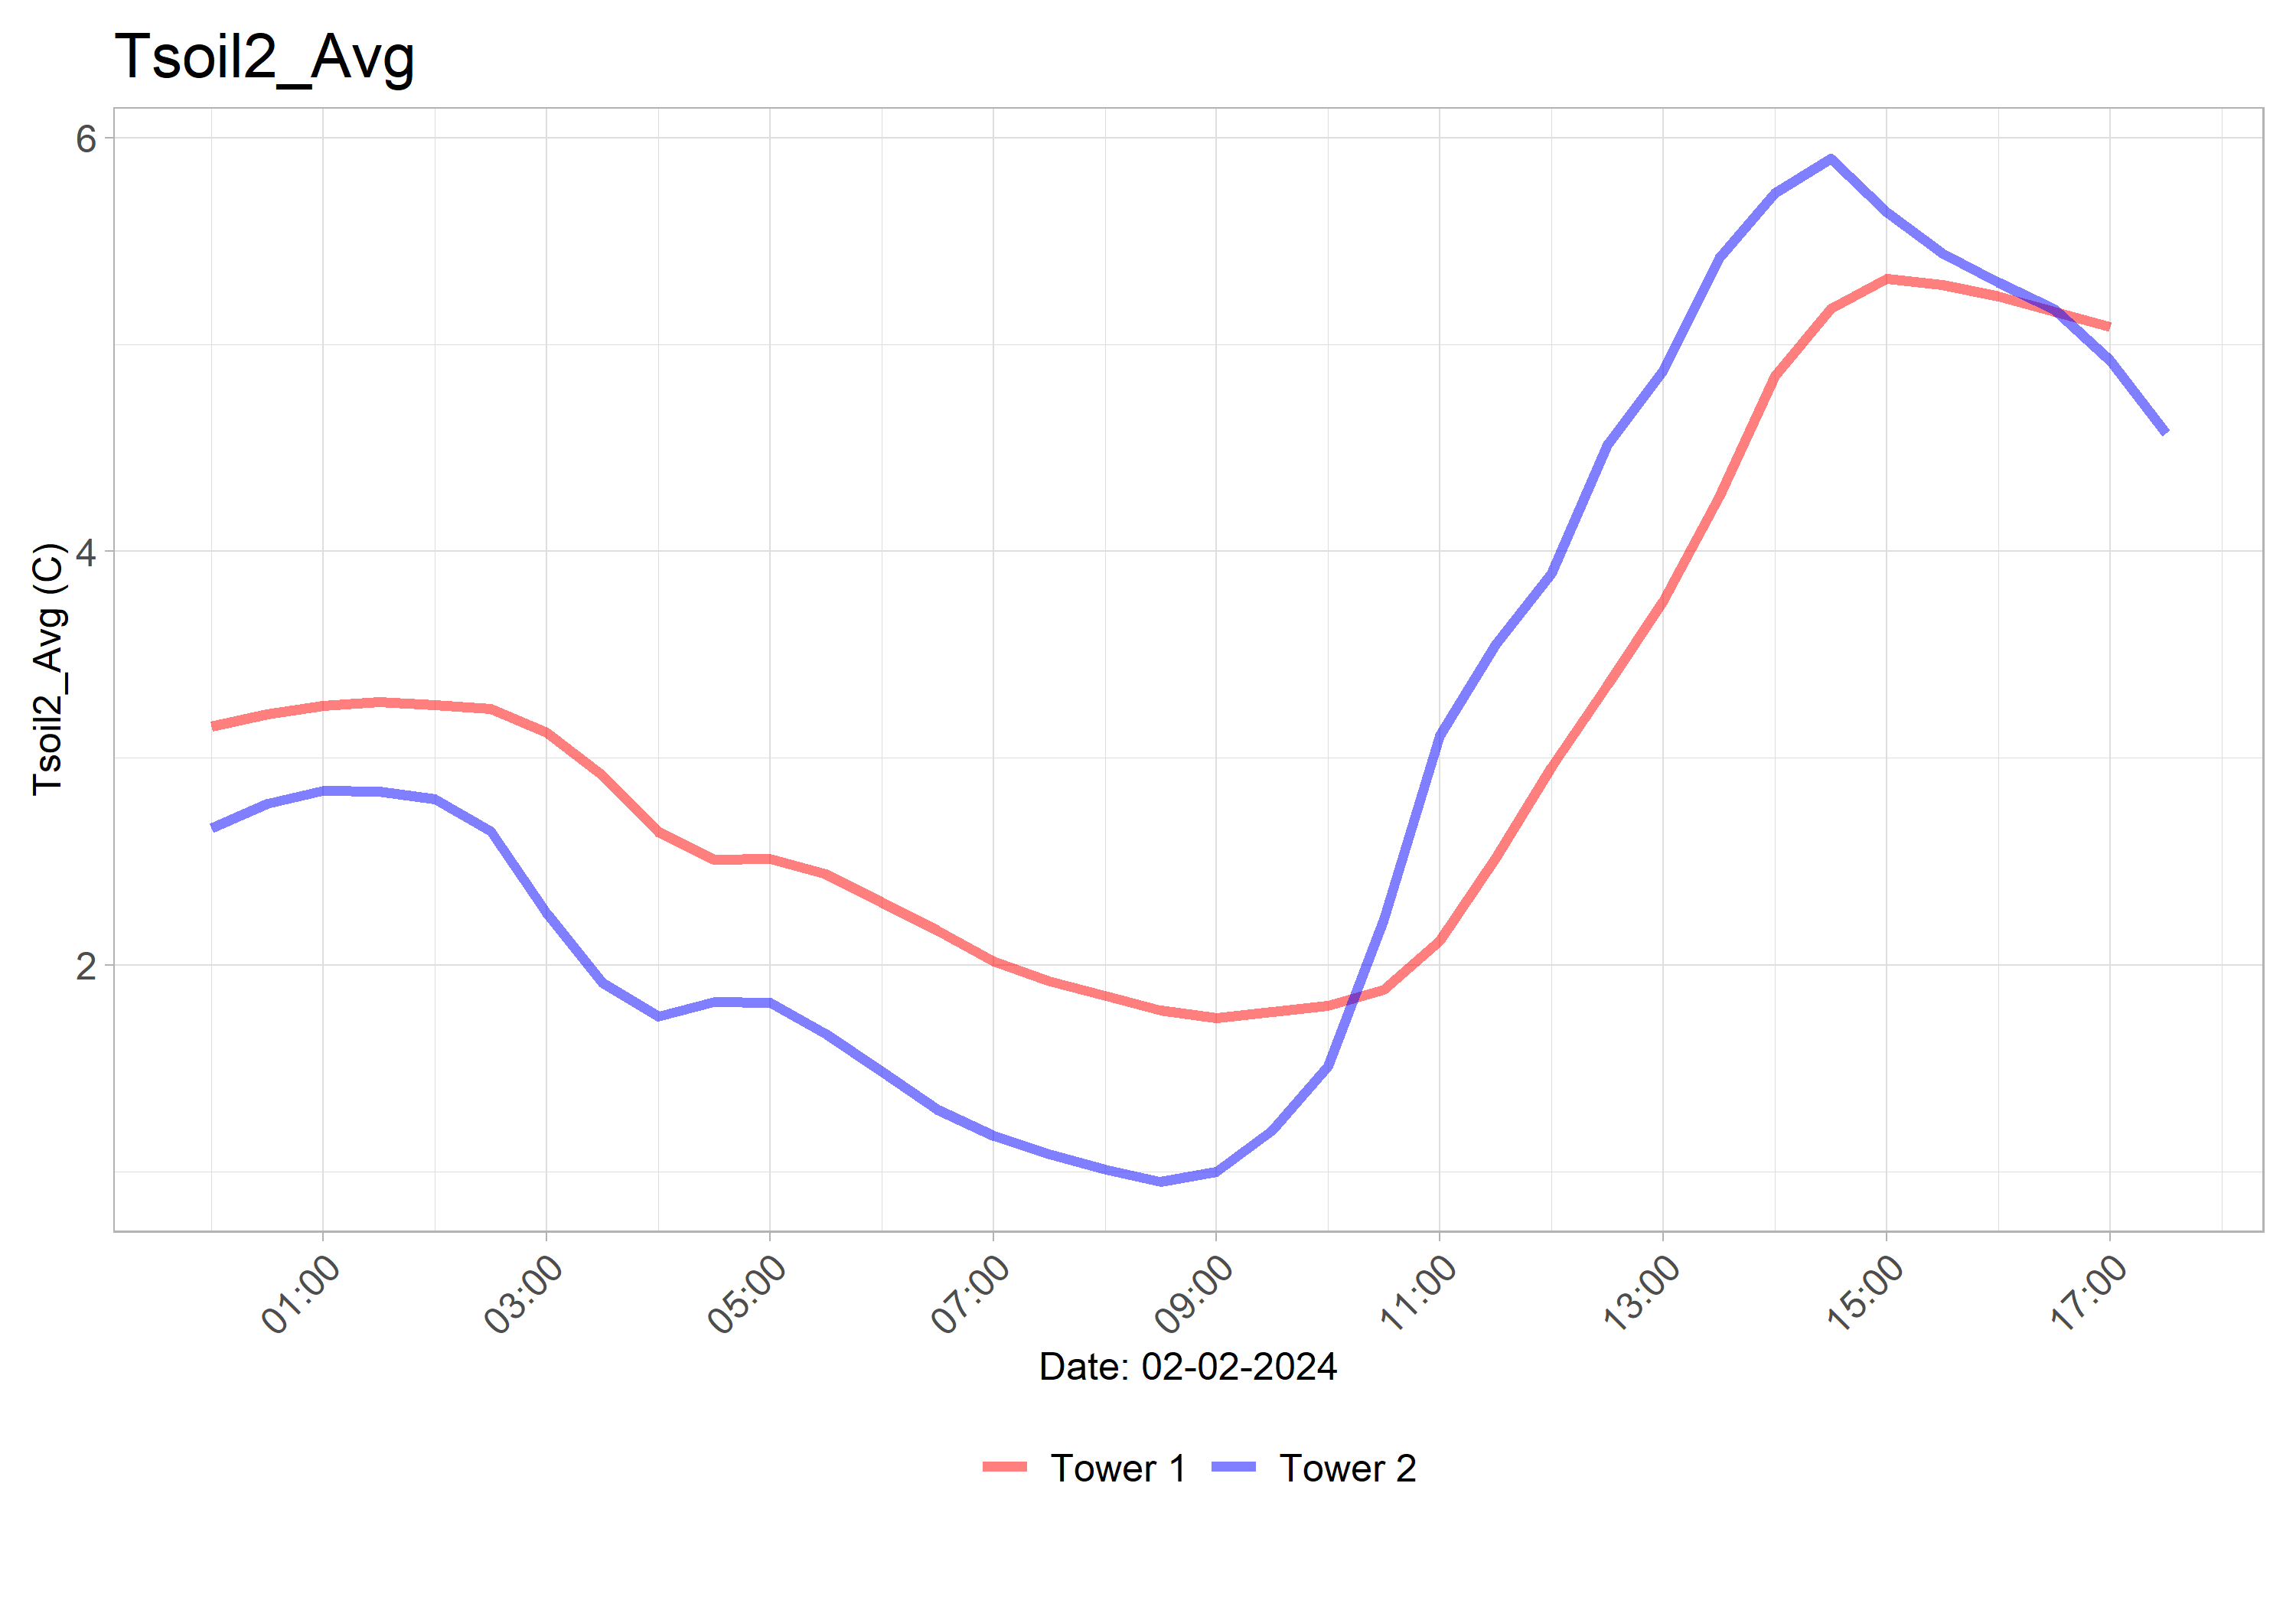 Tsoil2_Avg
Tsoil2_Avg (C)
6
4
2
01:00 03:00 05:00 07:00 09:00 11:00 13:00 15:00 17:00
Date: 02-02-2024
Tower 1 Tower 2